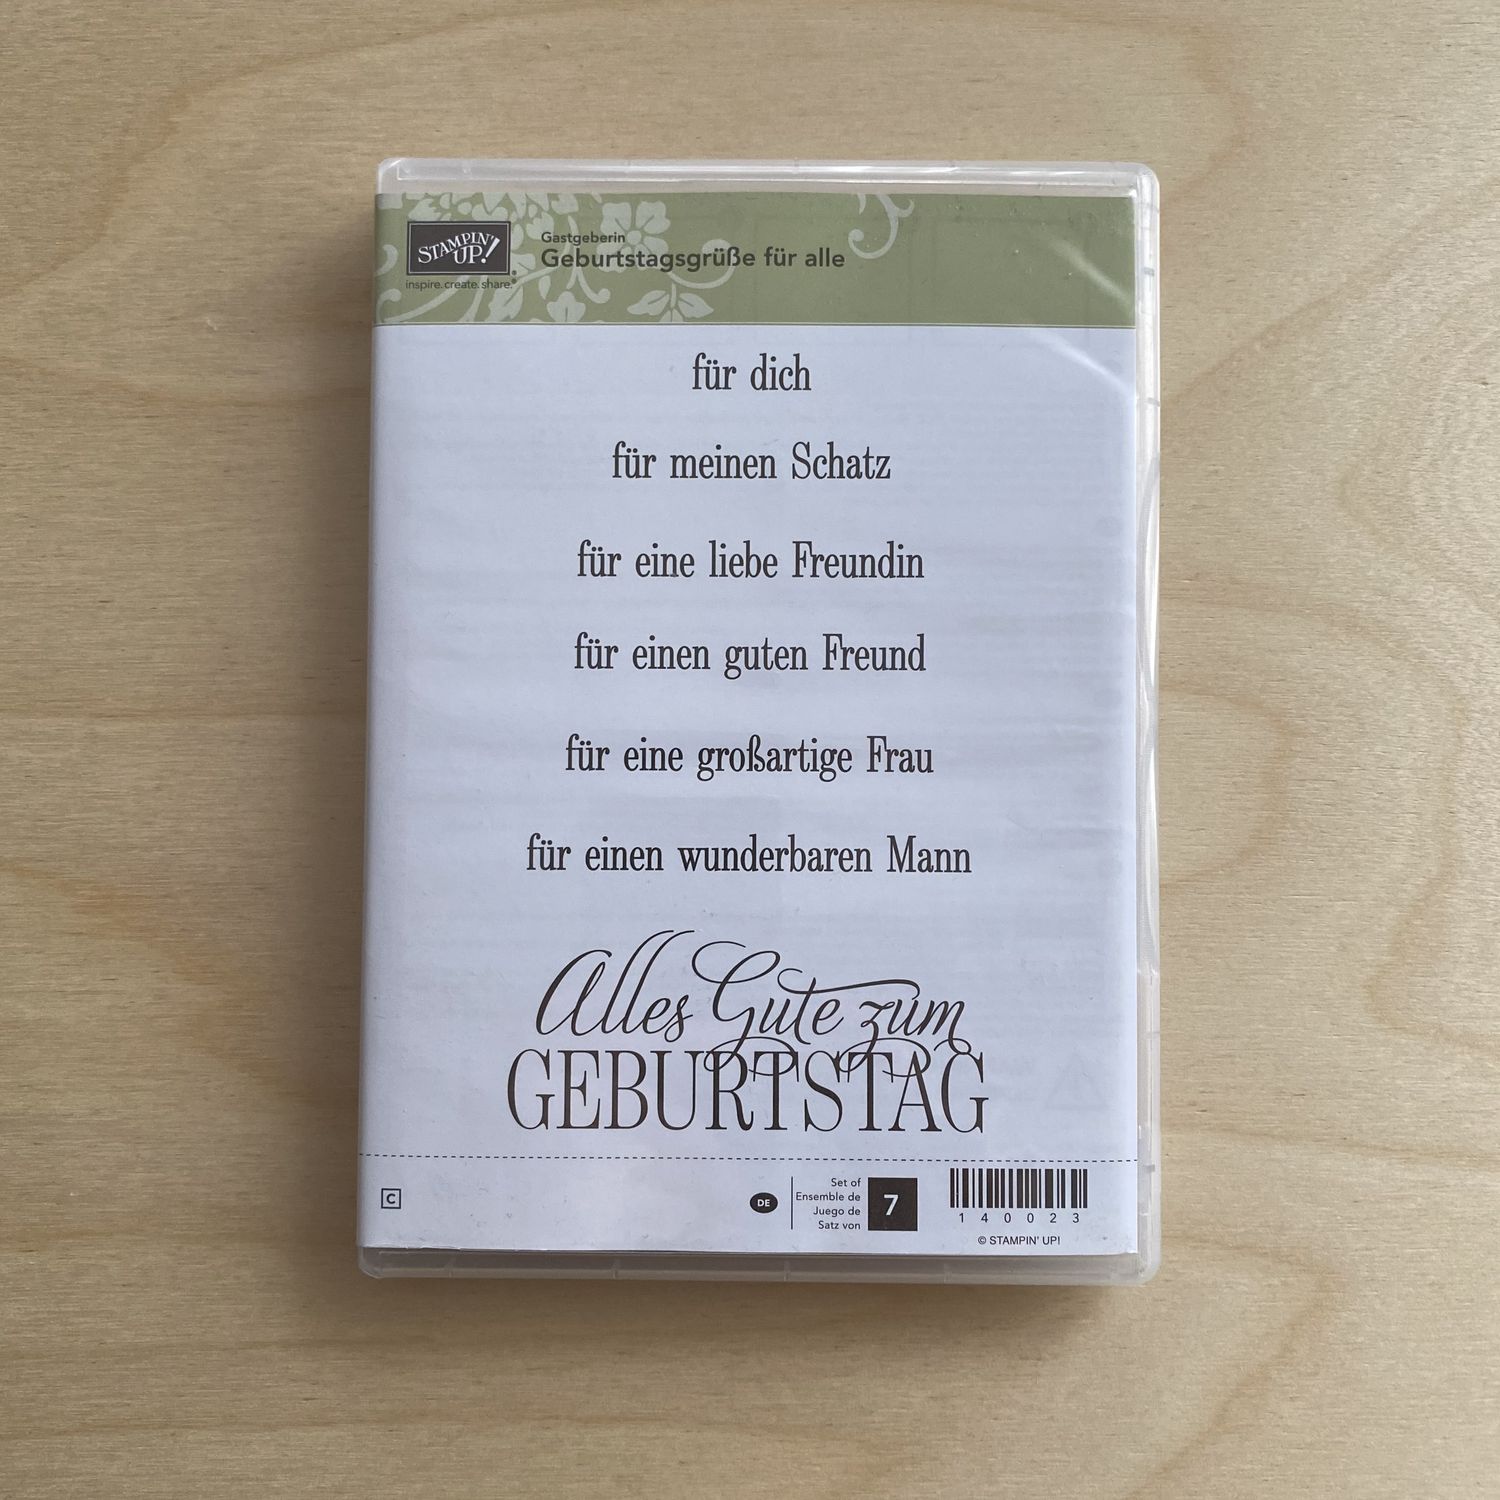 STAMPIN' UP!
inspire. create. share.
Gastgeberin
Geburtstagsgrüße für alle
für dich
für meinen Schatz
für eine liebe Freundin
für einen guten Freund
für eine großartige Frau
für einen wunderbaren Mann
Alles Gute zum
GEBURTSTAG
C
DE
Set of
Ensemble de
Juego de
Satz von
7
140023
© STAMPIN' UP!